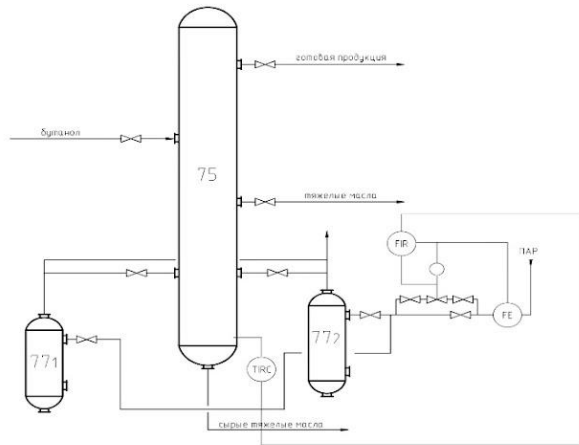 готовая продукция
бутанол
75
тяжелые масла
FIR
ПАР
FE
771
772
TIRC
сырые тяжелые масла